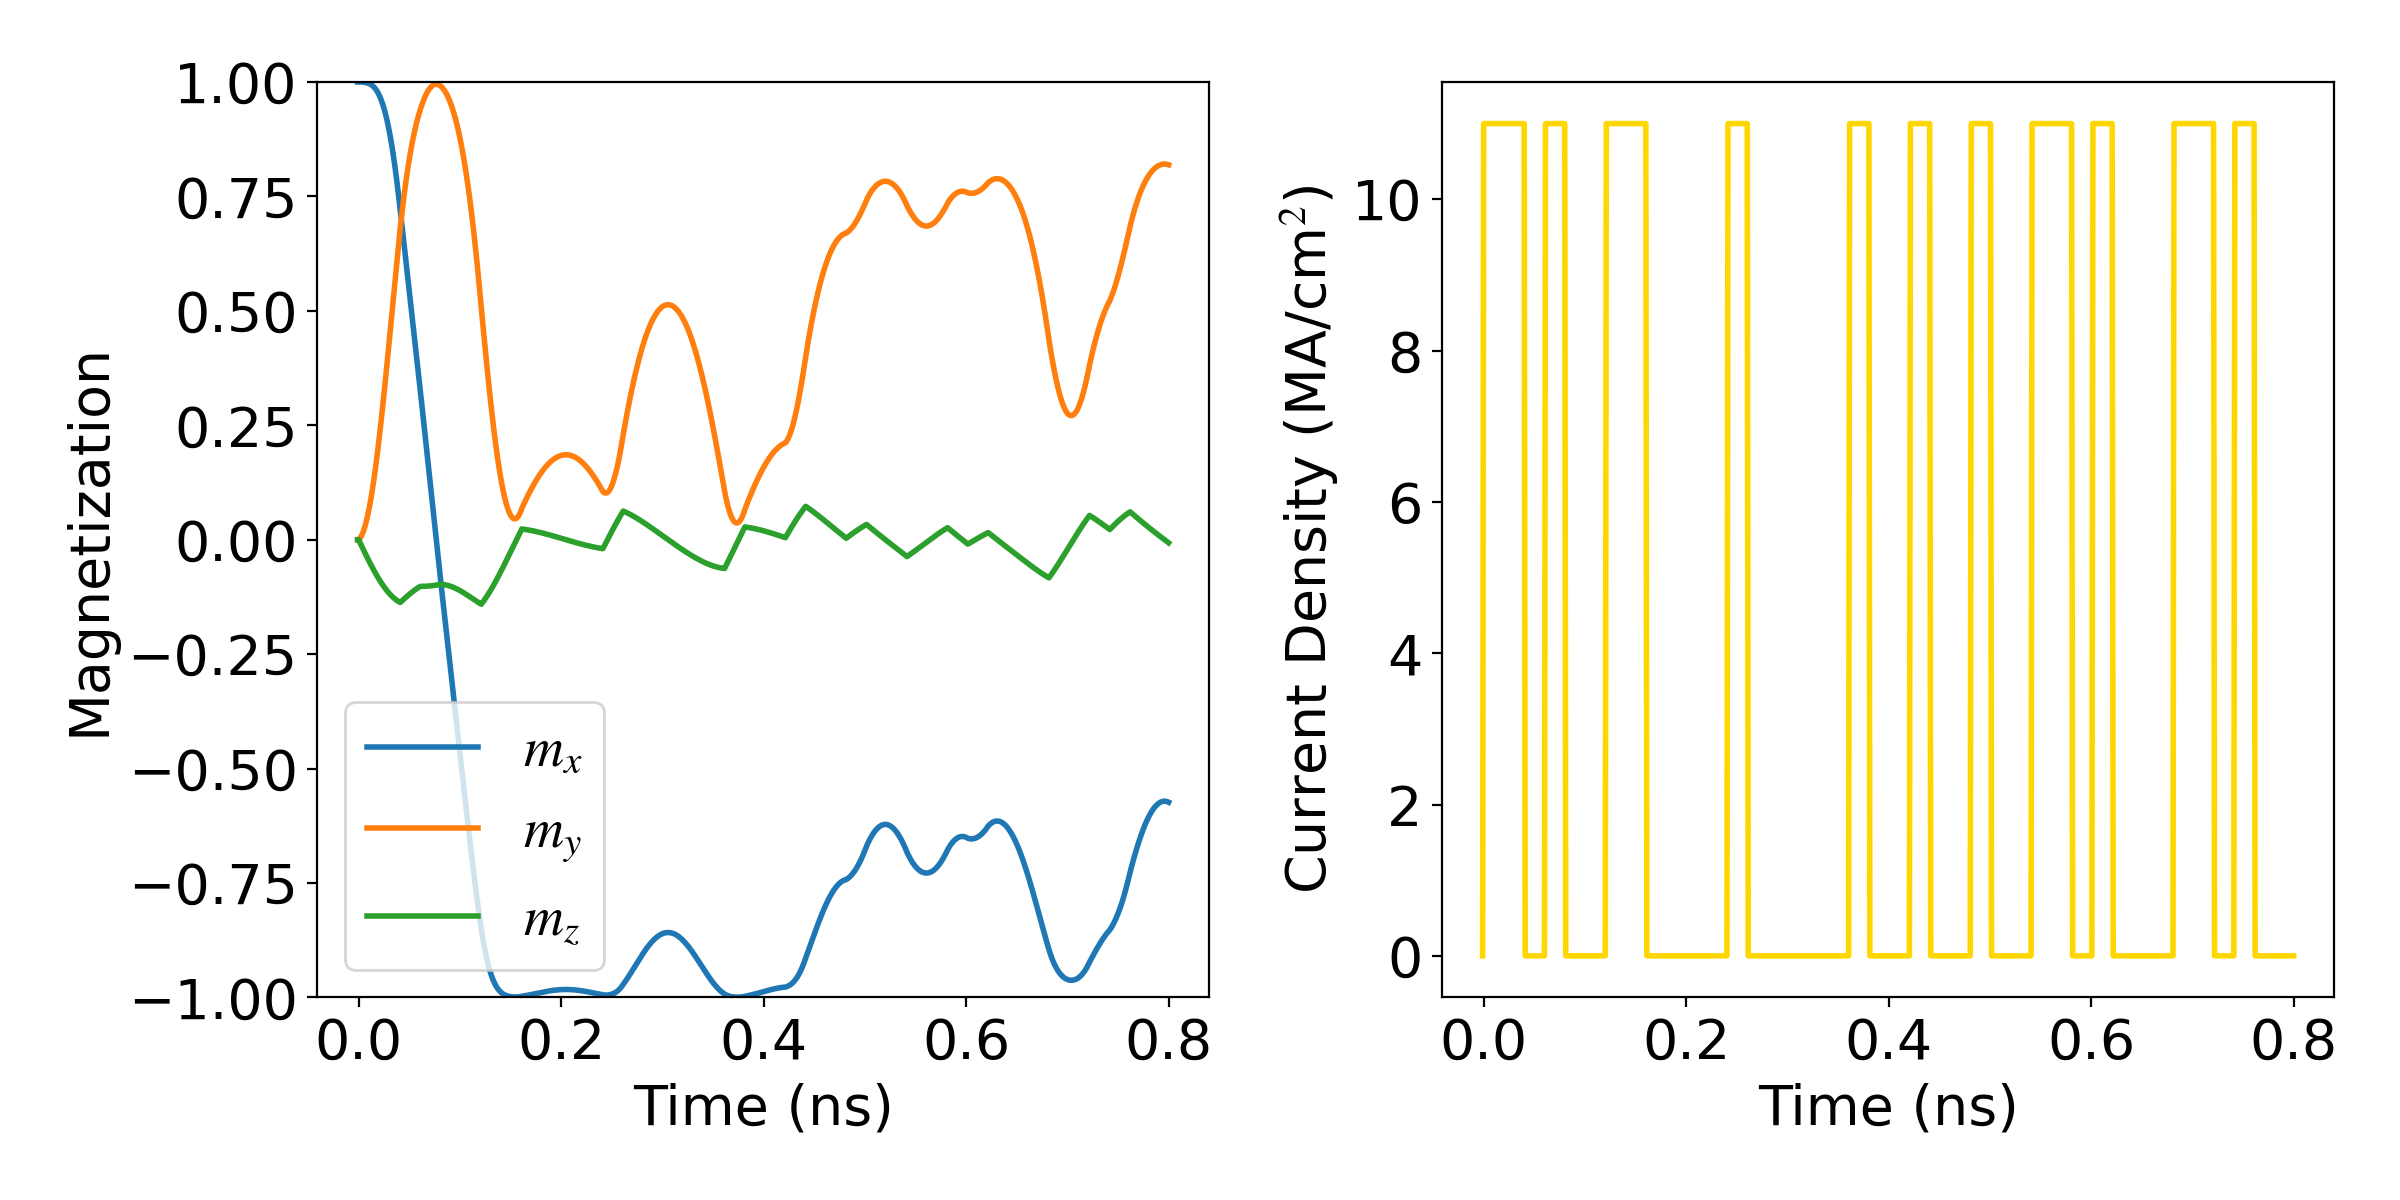 1.00
0.75
0.50
0.25
0.00
−0.25
−0.50
−0.75
−1.00
Magnetization
m_x
m_y
m_z
0.0 0.2 0.4 0.6 0.8
Time (ns)
10
8
6
4
2
0
Current Density (MA/cm²)
0.0 0.2 0.4 0.6 0.8
Time (ns)